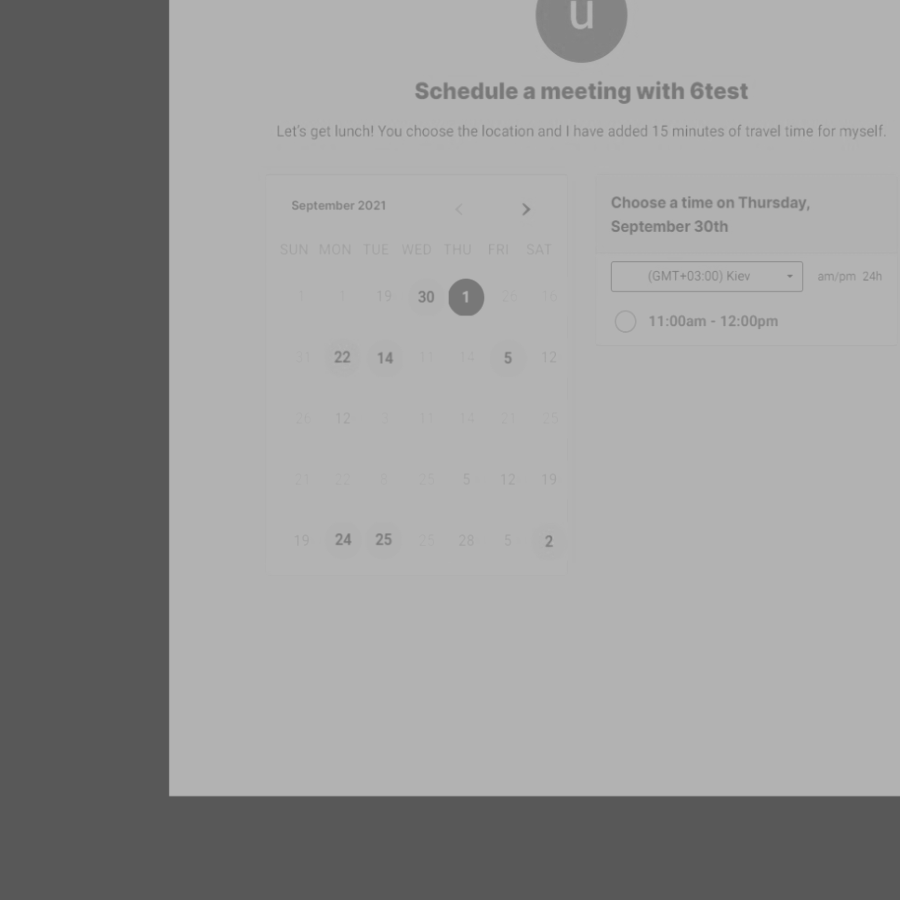 u
Schedule a meeting with 6test
Let's get lunch! You choose the location and I have added 15 minutes of travel time for myself.
September 2021
SUN MON TUE WED THU FRI SAT
1 1 19 30 1 26 16
22 14 11 14 5 12
26 12 1 11 14 21 25
21 22 25 5 12 19
19 24 25 25 28 5 2
Choose a time on Thursday,
September 30th
(GMT+03:00) Kiev am/pm 24h
11:00am - 12:00pm